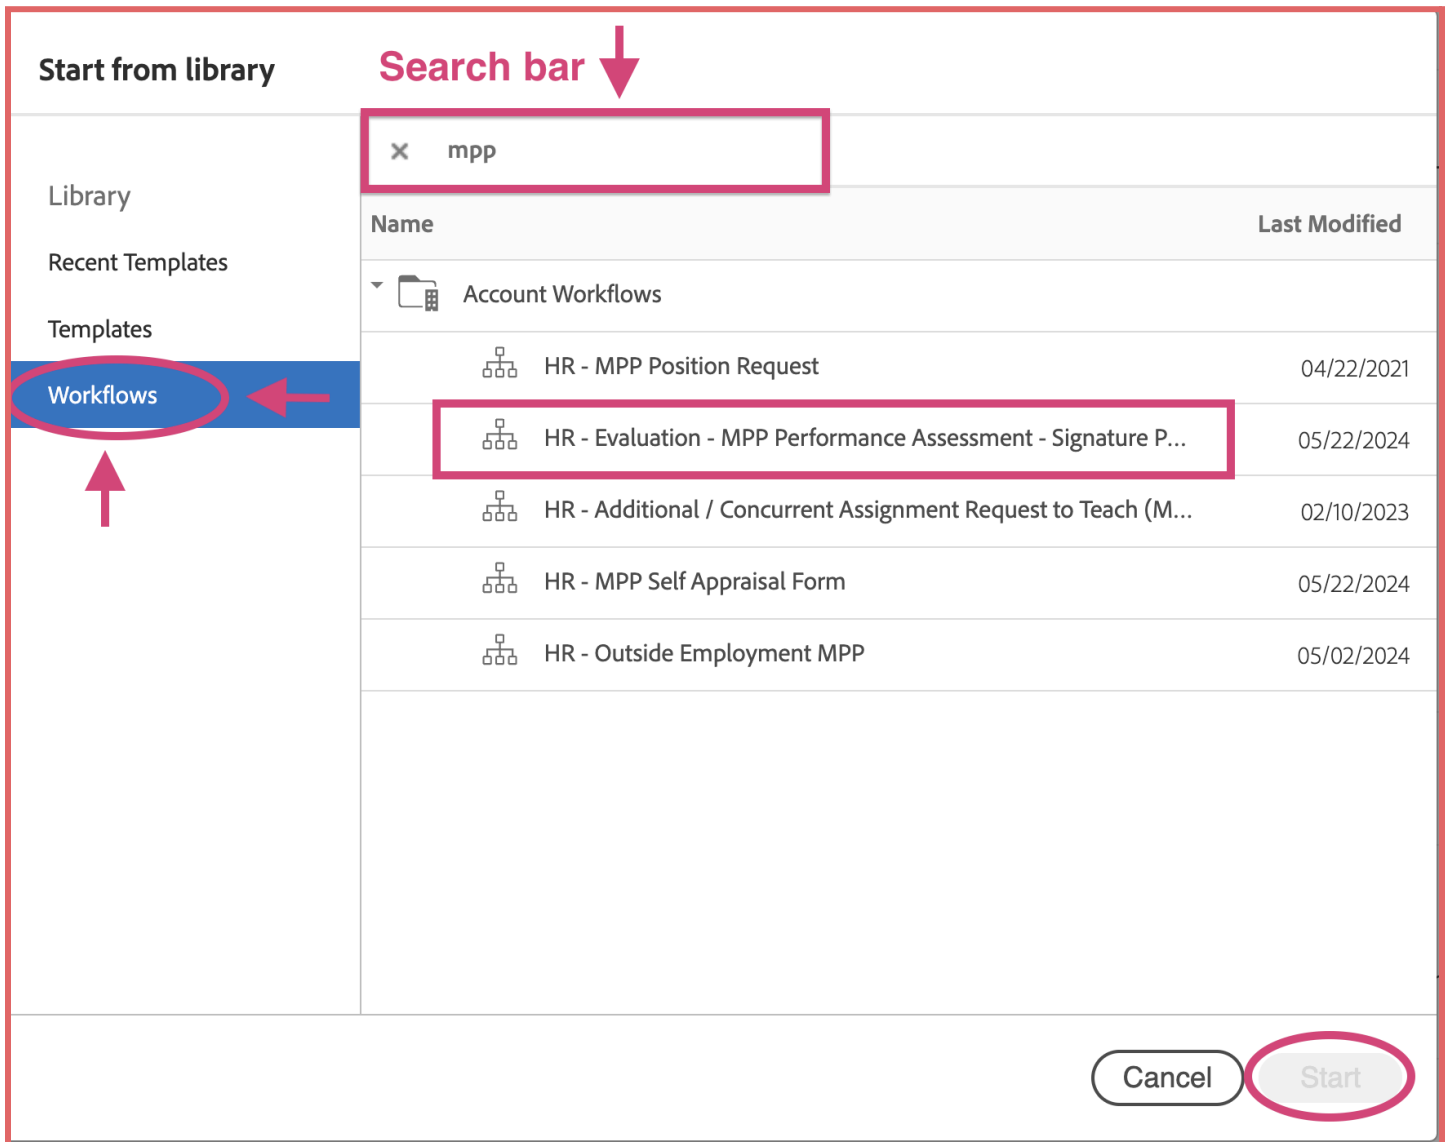 Start from library
Search bar
mpp
Library
Recent Templates
Templates
Workflows
Name Last Modified
Account Workflows
HR - MPP Position Request 04/22/2021
HR - Evaluation - MPP Performance Assessment - Signature P... 05/22/2024
HR - Additional / Concurrent Assignment Request to Teach (M... 02/10/2023
HR - MPP Self Appraisal Form 05/22/2024
HR - Outside Employment MPP 05/02/2024
Cancel Start